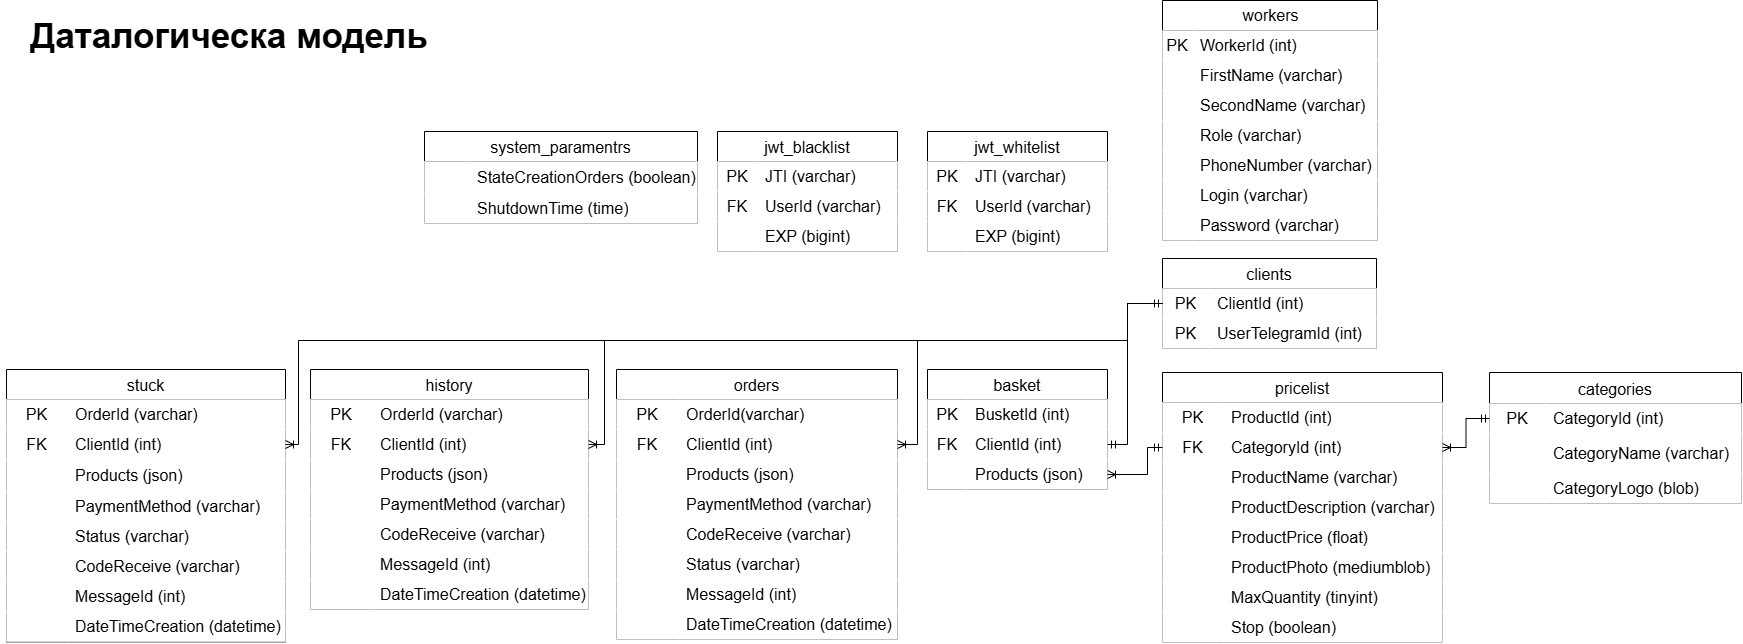 Даталогическа модель
workers
PK WorkerId (int)
FirstName (varchar)
SecondName (varchar)
Role (varchar)
PhoneNumber (varchar)
Login (varchar)
Password (varchar)
system_paramentrs
StateCreationOrders (boolean)
ShutdownTime (time)
jwt_blacklist
PK JTI (varchar)
FK UserId (varchar)
EXP (bigint)
jwt_whitelist
PK JTI (varchar)
FK UserId (varchar)
EXP (bigint)
clients
PK ClientId (int)
PK UserTelegramId (int)
stuck
PK OrderId (varchar)
FK ClientId (int)
Products (json)
PaymentMethod (varchar)
Status (varchar)
CodeReceive (varchar)
MessageId (int)
DateTimeCreation (datetime)
history
PK OrderId (varchar)
FK ClientId (int)
Products (json)
PaymentMethod (varchar)
CodeReceive (varchar)
MessageId (int)
DateTimeCreation (datetime)
orders
PK OrderId(varchar)
FK ClientId (int)
Products (json)
PaymentMethod (varchar)
CodeReceive (varchar)
Status (varchar)
MessageId (int)
DateTimeCreation (datetime)
basket
PK BusketId (int)
FK ClientId (int)
Products (json)
pricelist
PK ProductId (int)
FK CategoryId (int)
ProductName (varchar)
ProductDescription (varchar)
ProductPrice (float)
ProductPhoto (mediumblob)
MaxQuantity (tinyint)
Stop (boolean)
categories
PK CategoryId (int)
CategoryName (varchar)
CategoryLogo (blob)